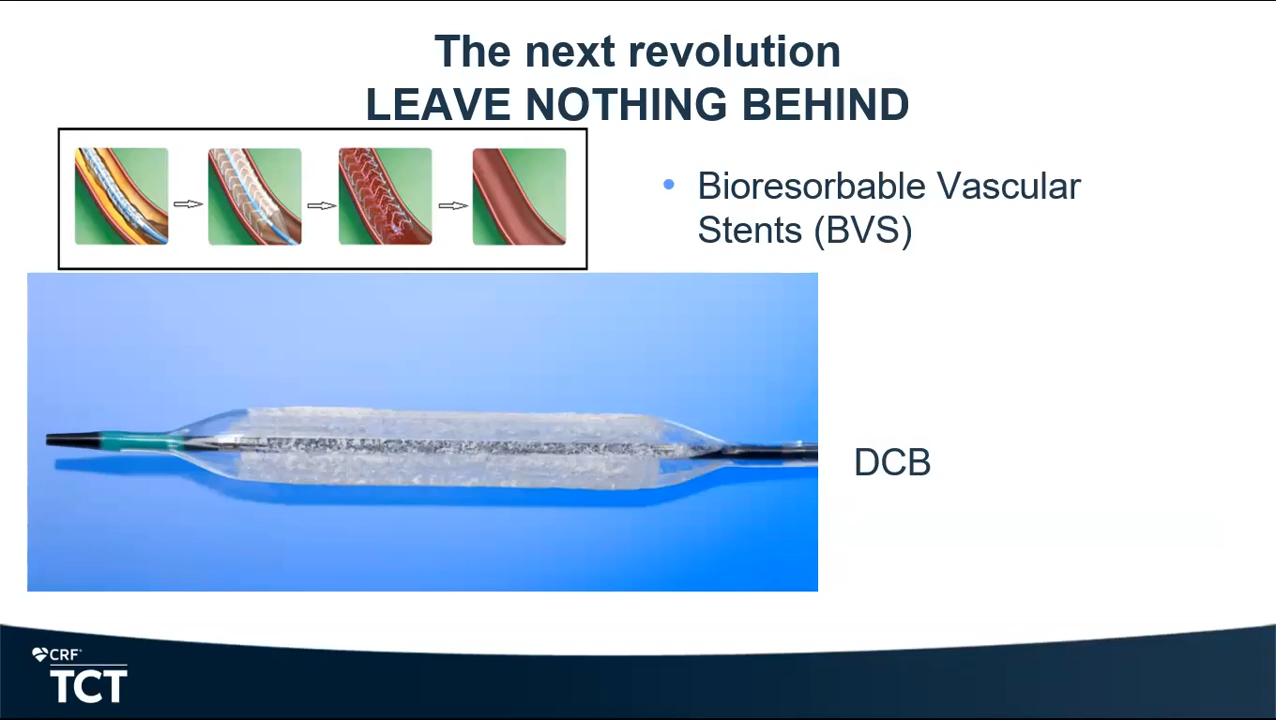 The next revolution
LEAVE NOTHING BEHIND
• Bioresorbable Vascular
Stents (BVS)
DCB
CRF
TCT